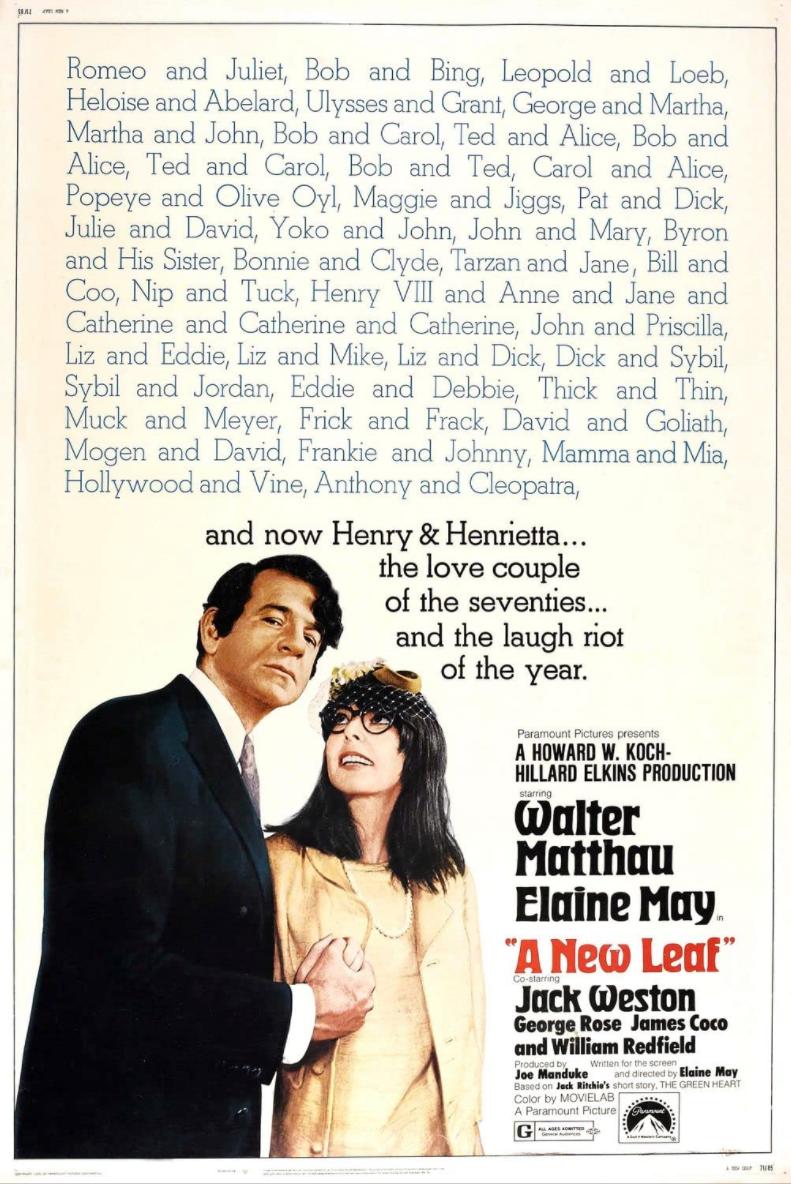 71/85
Romeo and Juliet, Bob and Bing, Leopold and Loeb,
Heloise and Abelard, Ulysses and Grant, George and Martha,
Martha and John, Bob and Carol, Ted and Alice, Bob and
Alice, Ted and Carol, Bob and Ted, Carol and Alice,
Popeye and Olive Oyl, Maggie and Jiggs, Pat and Dick,
Julie and David, Yoko and John, John and Mary, Byron
and His Sister, Bonnie and Clyde, Tarzan and Jane, Bill and
Coo, Nip and Tuck, Henry VIII and Anne and Jane and
Catherine and Catherine and Catherine, John and Priscilla,
Liz and Eddie, Liz and Mike, Liz and Dick, Dick and Sybil,
Sybil and Jordan, Eddie and Debbie, Thick and Thin,
Muck and Meyer, Frick and Frack, David and Goliath,
Mogen and David, Frankie and Johnny, Mamma and Mia,
Hollywood and Vine, Anthony and Cleopatra,
and now Henry & Henrietta...
the love couple
of the seventies...
and the laugh riot
of the year.
Paramount Pictures presents
A HOWARD W. KOCH-
HILLARD ELKINS PRODUCTION
starring
Walter
Matthau
Elaine May
in
"A New Leaf"
Co-starring
Jack Weston
George Rose James Coco
and William Redfield
Produced by Joe Manduke
Written for the screen and directed by Elaine May
Based on Jack Ritchie's short story, THE GREEN HEART
Color by MOVIELAB
A Paramount Picture
G ALL AGES ADMITTED
General Audiences
Paramount
A Gulf + Western Company
71/85